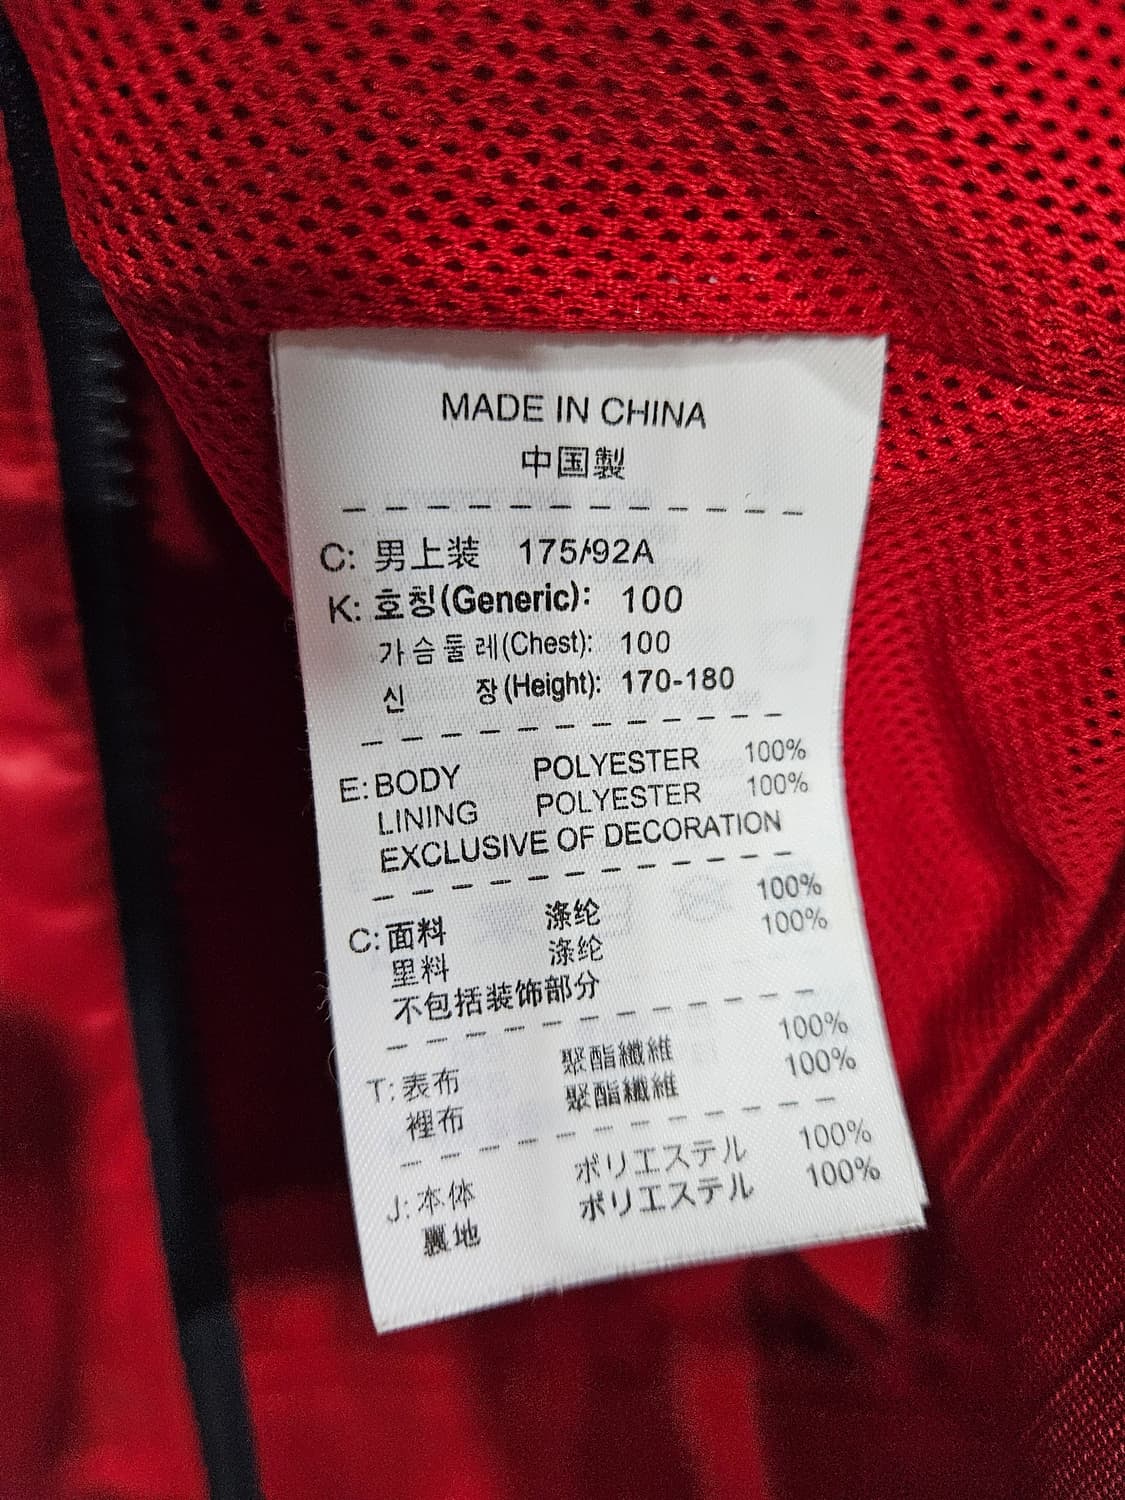 MADE IN CHINA
中国製
C: 男上装 175/92A
K: 호칭(Generic): 100
가슴둘레(Chest): 100
신 장(Height): 170-180
E: BODY POLYESTER 100%
LINING POLYESTER 100%
EXCLUSIVE OF DECORATION
C: 面料 涤纶 100%
里料 涤纶 100%
不包括装饰部分
T: 表布 聚酯纖維 100%
裡布 聚酯纖維 100%
J: 本体 ポリエステル 100%
裏地 ポリエステル 100%